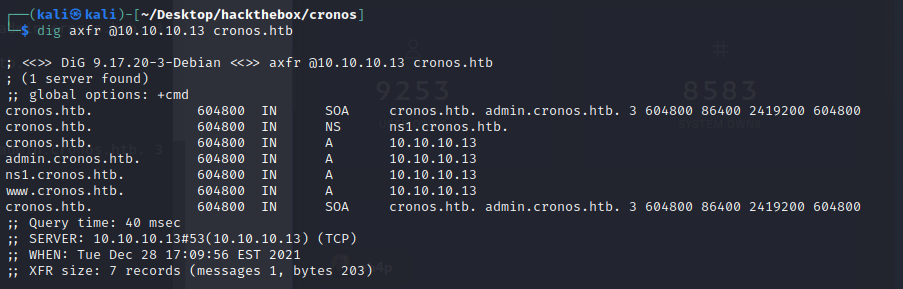 ┌──(kali㉿kali)-[~/Desktop/hackthebox/cronos]
└─$ dig axfr @10.10.10.13 cronos.htb
; <<>> DiG 9.17.20-3-Debian <<>> axfr @10.10.10.13 cronos.htb
; (1 server found)
;; global options: +cmd
9253
8583
cronos.htb. 604800 IN SOA cronos.htb. admin.cronos.htb. 3 604800 86400 2419200 604800
cronos.htb. 604800 IN NS ns1.cronos.htb.
cronos.htb. 604800 IN A 10.10.10.13
admin.cronos.htb. 604800 IN A 10.10.10.13
ns1.cronos.htb. 604800 IN A 10.10.10.13
www.cronos.htb. 604800 IN A 10.10.10.13
cronos.htb. 604800 IN SOA cronos.htb. admin.cronos.htb. 3 604800 86400 2419200 604800
;; Query time: 40 msec
;; SERVER: 10.10.10.13#53(10.10.10.13) (TCP)
;; WHEN: Tue Dec 28 17:09:56 EST 2021
;; XFR size: 7 records (messages 1, bytes 203)